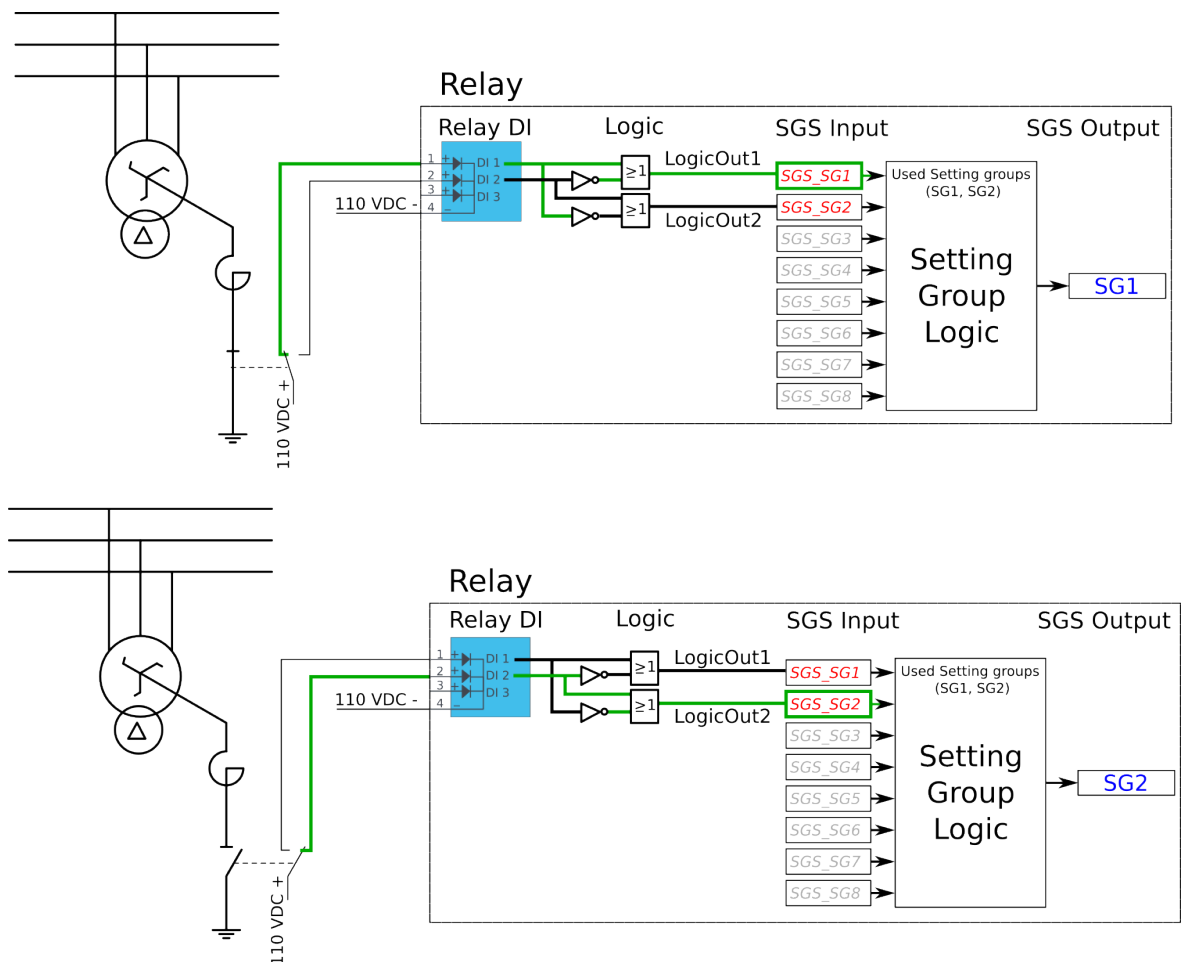 Relay
Relay DI
Logic
SGS Input
SGS Output
1 +
2 +
3 +
4 -
DI 1
DI 2
DI 3
110 VDC -
≥1
≥1
LogicOut1
LogicOut2
SGS_SG1
SGS_SG2
SGS_SG3
SGS_SG4
SGS_SG5
SGS_SG6
SGS_SG7
SGS_SG8
Used Setting groups
(SG1, SG2)
Setting
Group
Logic
SG1
110 VDC +
Relay
Relay DI
Logic
SGS Input
SGS Output
1 +
2 +
3 +
4 -
DI 1
DI 2
DI 3
110 VDC -
≥1
≥1
LogicOut1
LogicOut2
SGS_SG1
SGS_SG2
SGS_SG3
SGS_SG4
SGS_SG5
SGS_SG6
SGS_SG7
SGS_SG8
Used Setting groups
(SG1, SG2)
Setting
Group
Logic
SG2
110 VDC +